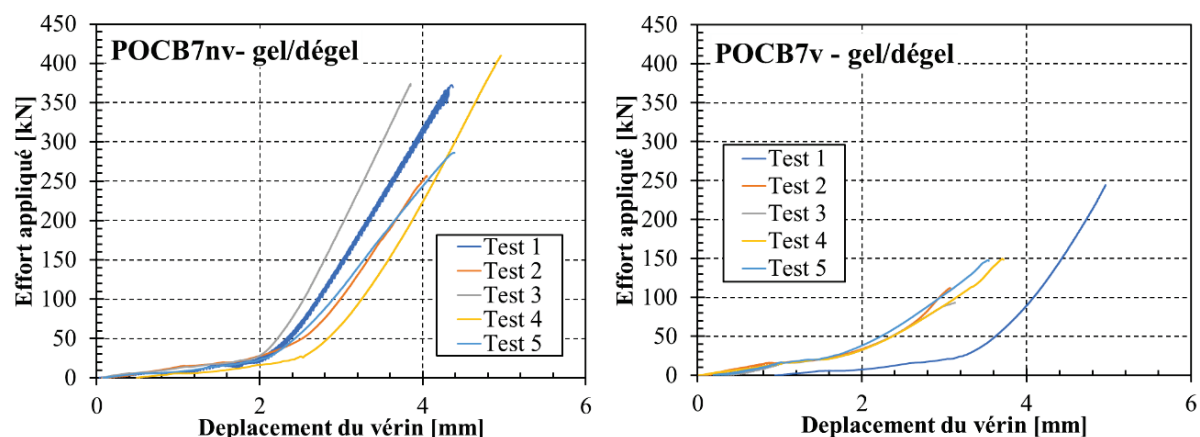 POCB7nv- gel/dégel
Effort appliqué [kN]
450
400
350
300
250
200
150
100
50
0
Test 1
Test 2
Test 3
Test 4
Test 5
0 2 4 6
Deplacement du vérin [mm]
POCB7v - gel/dégel
Effort appliqué [kN]
450
400
350
300
250
200
150
100
50
0
Test 1
Test 2
Test 3
Test 4
Test 5
0 2 4 6
Deplacement du vérin [mm]